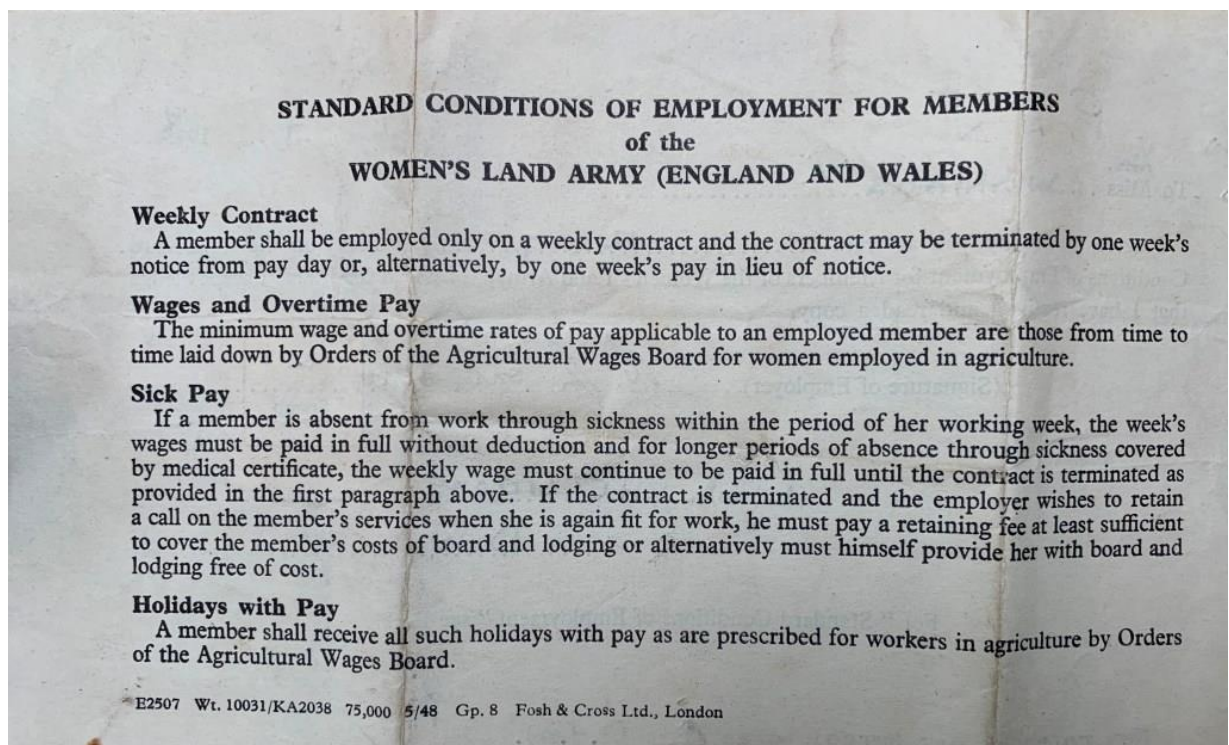 STANDARD CONDITIONS OF EMPLOYMENT FOR MEMBERS
of the
WOMEN'S LAND ARMY (ENGLAND AND WALES)
Weekly Contract
A member shall be employed only on a weekly contract and the contract may be terminated by one week's
notice from pay day or, alternatively, by one week's pay in lieu of notice.
Wages and Overtime Pay
The minimum wage and overtime rates of pay applicable to an employed member are those from time to
time laid down by Orders of the Agricultural Wages Board for women employed in agriculture.
Sick Pay
If a member is absent from work through sickness within the period of her working week, the week's
wages must be paid in full without deduction and for longer periods of absence through sickness covered
by medical certificate, the weekly wage must continue to be paid in full until the contract is terminated as
provided in the first paragraph above. If the contract is terminated and the employer wishes to retain
a call on the member's services when she is again fit for work, he must pay a retaining fee at least sufficient
to cover the member's costs of board and lodging or alternatively must himself provide her with board and
lodging free of cost.
Holidays with Pay
A member shall receive all such holidays with pay as are prescribed for workers in agriculture by Orders
of the Agricultural Wages Board.
E2507 Wt. 10031/KA2038 75,000 5/48 Gp. 8 Fosh & Cross Ltd., London